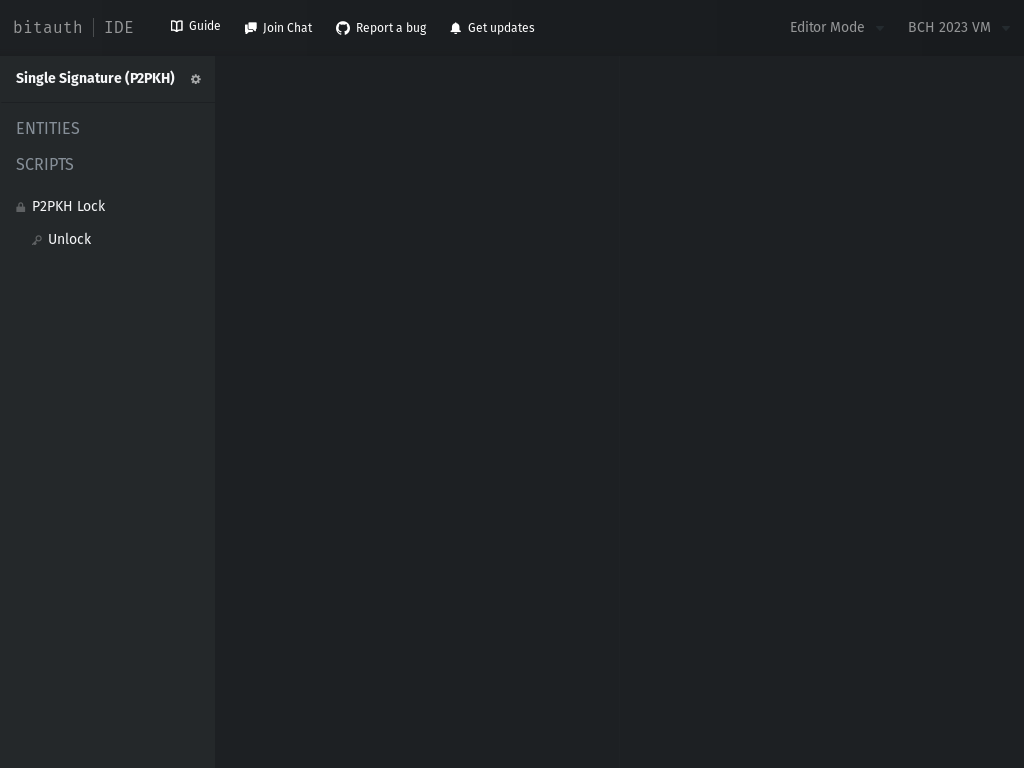 bitauth IDE
Guide
Join Chat
Report a bug
Get updates
Editor Mode
BCH 2023 VM
Single Signature (P2PKH)
ENTITIES
SCRIPTS
P2PKH Lock
Unlock